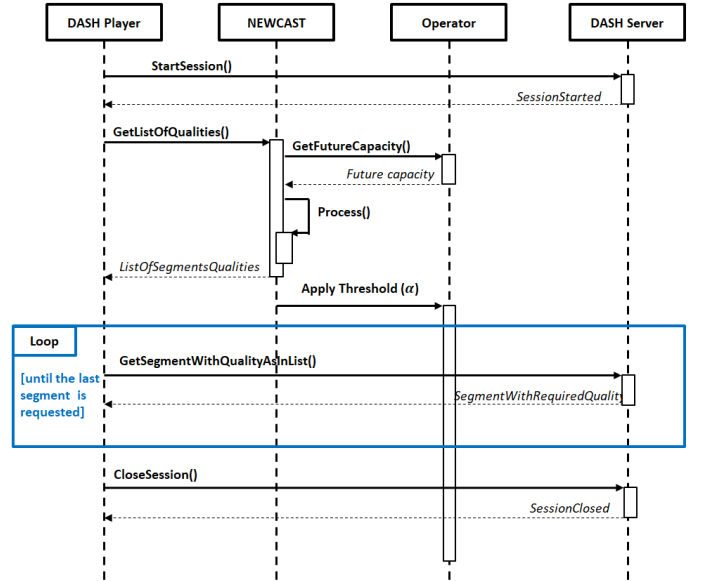 DASH Player
NEWCAST
Operator
DASH Server
StartSession()
SessionStarted
GetListOfQualities()
GetFutureCapacity()
Future capacity
Process()
ListOfSegmentsQualities
Apply Threshold (α)
Loop
GetSegmentWithQualityAsInList()
[until the last
segment is
requested]
SegmentWithRequiredQuality
CloseSession()
SessionClosed